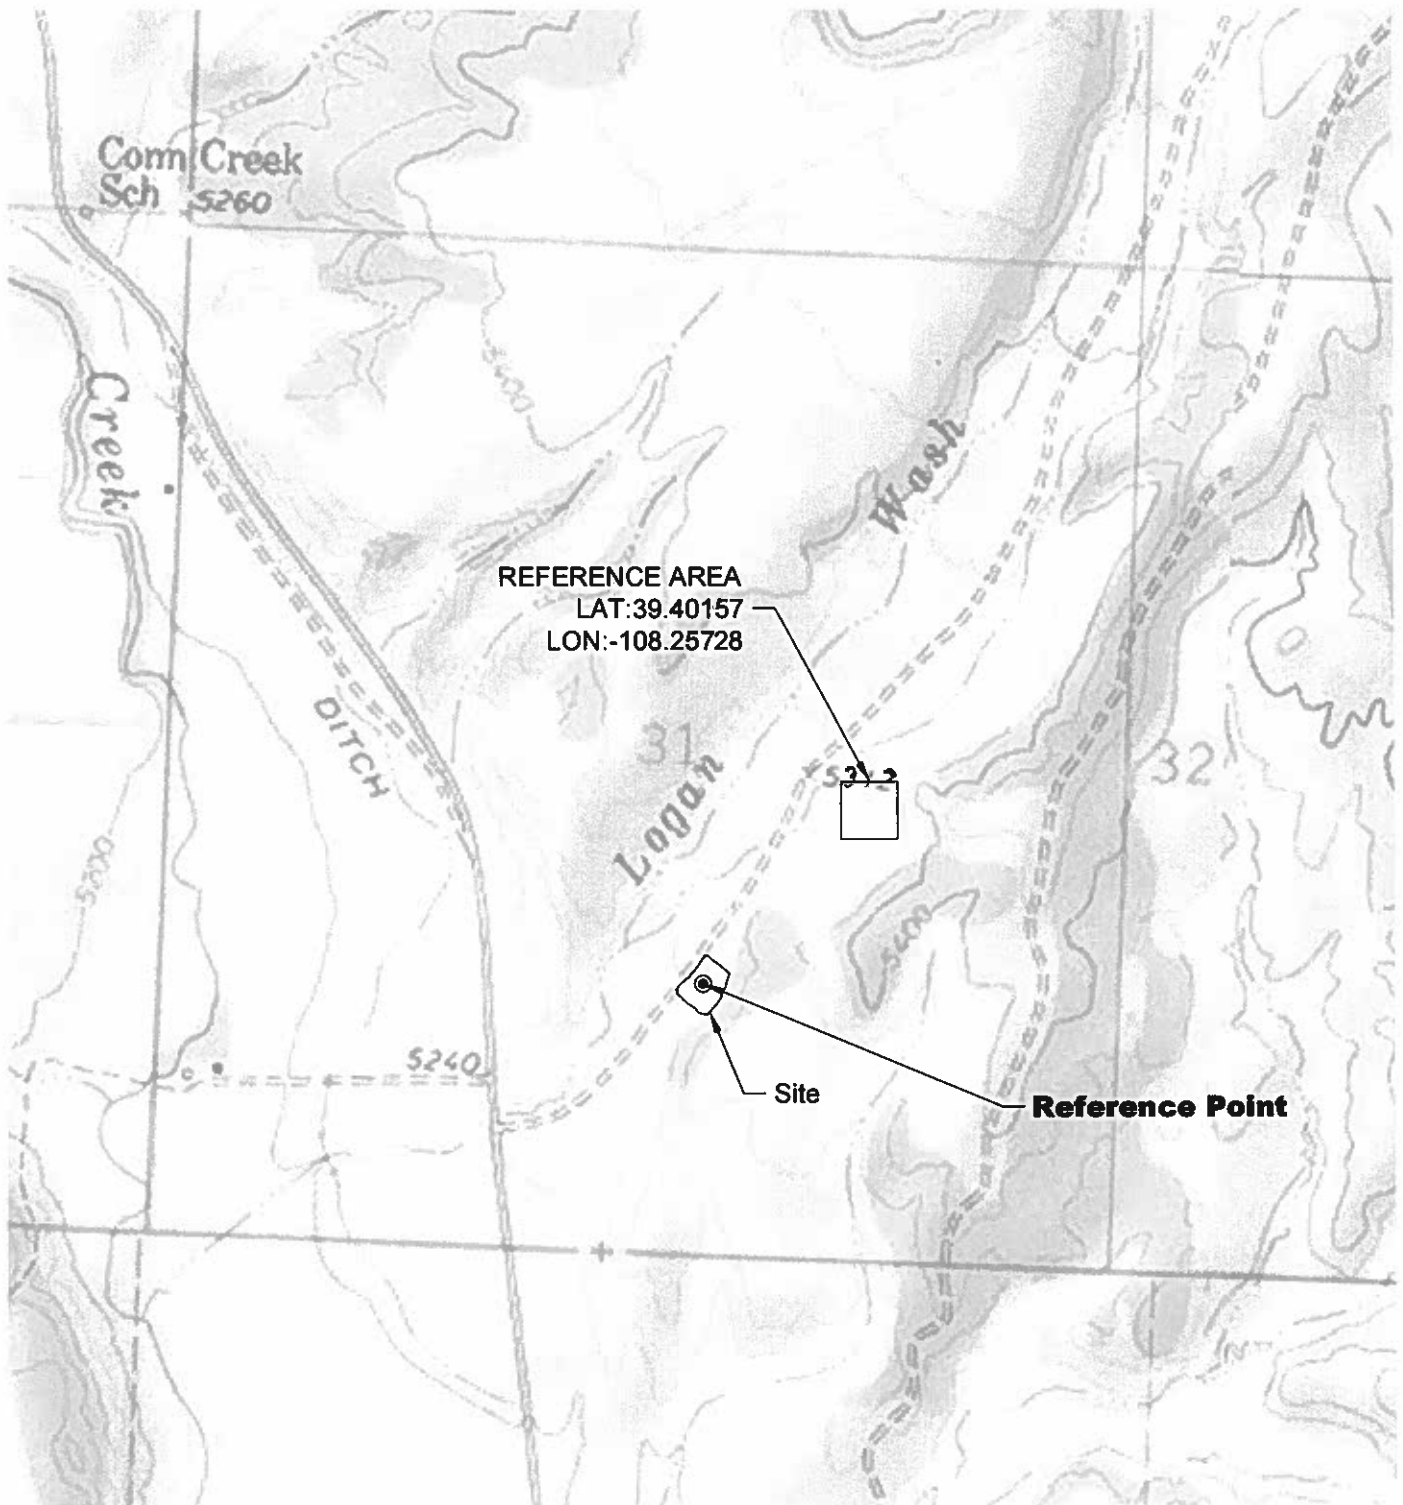 Conn Creek
Sch 5260
Creek
5400
Wash
REFERENCE AREA
LAT:39.40157
LON:-108.25728
DITCH
31
32
Logan
5200
5400
5240
Site
Reference Point